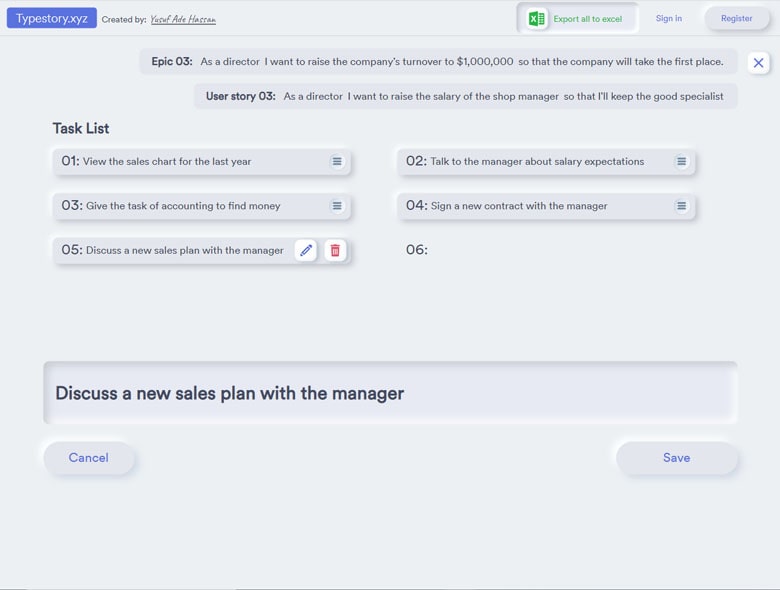 Typestory.xyz Created by: Yusuf Ade Hassan Export all to excel Sign in Register
Epic 03: As a director I want to raise the company's turnover to $1,000,000 so that the company will take the first place.
User story 03: As a director I want to raise the salary of the shop manager so that I'll keep the good specialist
Task List
01: View the sales chart for the last year
02: Talk to the manager about salary expectations
03: Give the task of accounting to find money
04: Sign a new contract with the manager
05: Discuss a new sales plan with the manager
06:
Discuss a new sales plan with the manager
Cancel
Save